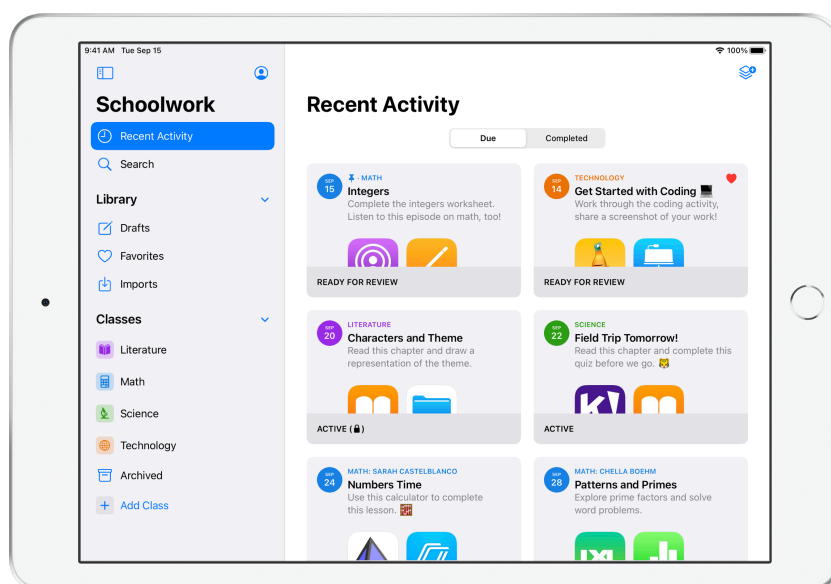 9:41 AM Tue Sep 15
100%
Schoolwork
Recent Activity
Search
Library
Drafts
Favorites
Imports
Classes
Literature
Math
Science
Technology
Archived
Add Class
Recent Activity
Due
Completed
SEP
15
· MATH
Integers
Complete the integers worksheet.
Listen to this episode on math, too!
READY FOR REVIEW
SEP
14
TECHNOLOGY
Get Started with Coding
Work through the coding activity,
share a screenshot of your work!
READY FOR REVIEW
SEP
20
LITERATURE
Characters and Theme
Read this chapter and draw a
representation of the theme.
ACTIVE (🔒)
SEP
22
SCIENCE
Field Trip Tomorrow!
Read this chapter and complete this
quiz before we go.
K!
ACTIVE
SEP
24
MATH: SARAH CASTELBLANCO
Numbers Time
Use this calculator to complete
this lesson.
SEP
28
MATH: CHELLA BOEHM
Patterns and Primes
Explore prime factors and solve
word problems.
IXL